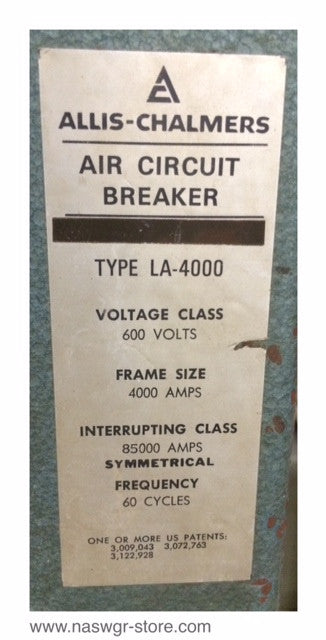 ALLIS-CHALMERS
AIR CIRCUIT
BREAKER
TYPE LA-4000
VOLTAGE CLASS
600 VOLTS
FRAME SIZE
4000 AMPS
INTERRUPTING CLASS
85000 AMPS
SYMMETRICAL
FREQUENCY
60 CYCLES
ONE OR MORE US PATENTS:
3,009,043 3,072,763
3,122,928
www.naswgr-store.com